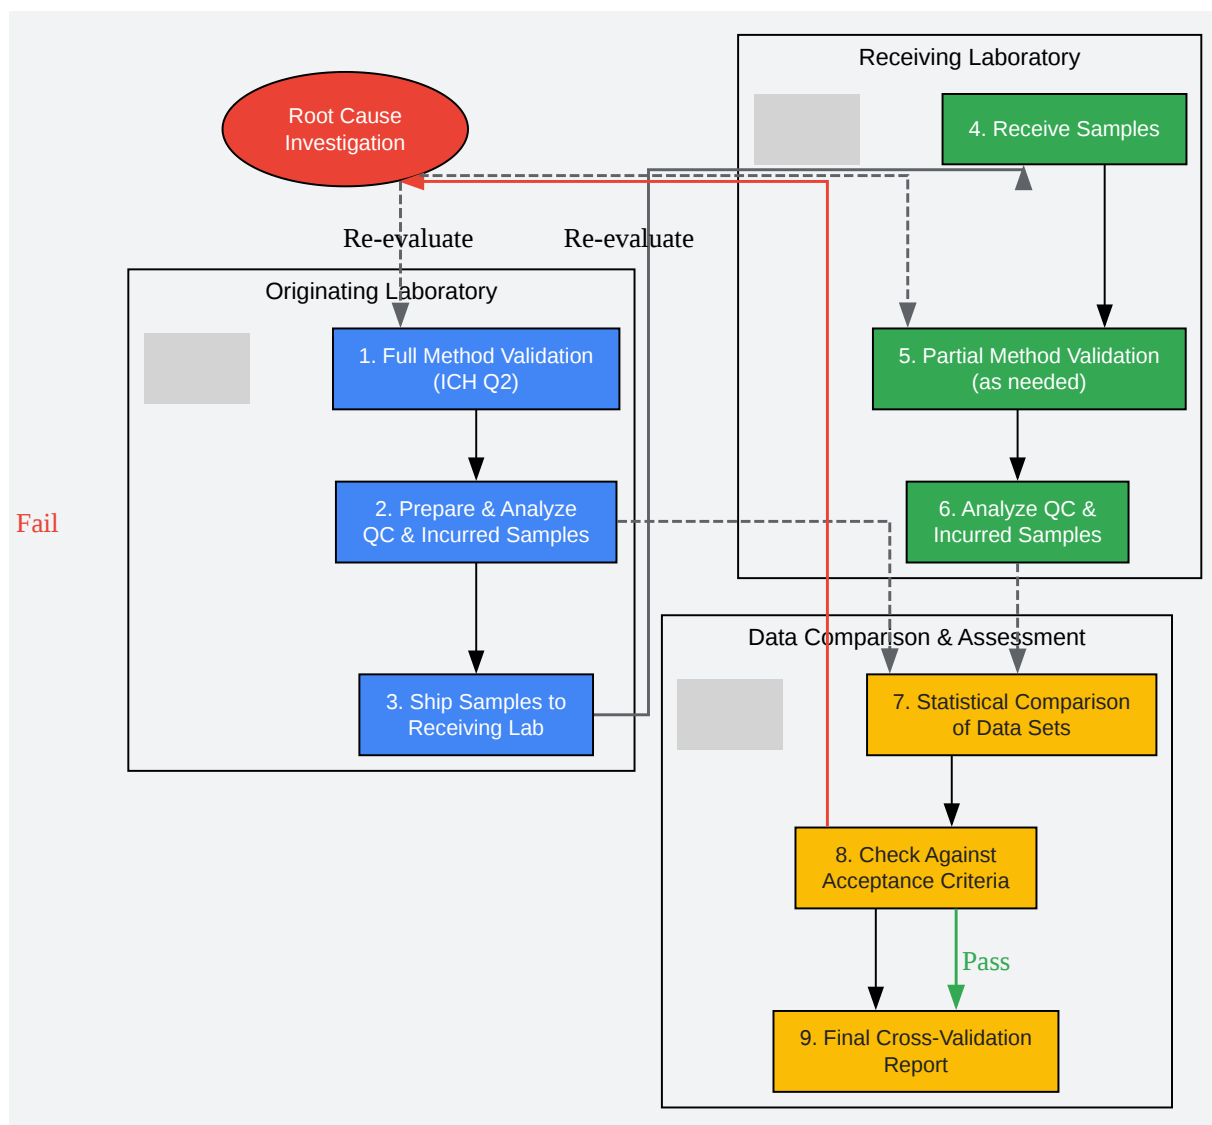 Receiving Laboratory
Root Cause
Investigation
4. Receive Samples
Re-evaluate
Re-evaluate
Originating Laboratory
1. Full Method Validation
(ICH Q2)
5. Partial Method Validation
(as needed)
2. Prepare & Analyze
QC & Incurred Samples
6. Analyze QC &
Incurred Samples
Fail
Data Comparison & Assessment
3. Ship Samples to
Receiving Lab
7. Statistical Comparison
of Data Sets
8. Check Against
Acceptance Criteria
Pass
9. Final Cross-Validation
Report